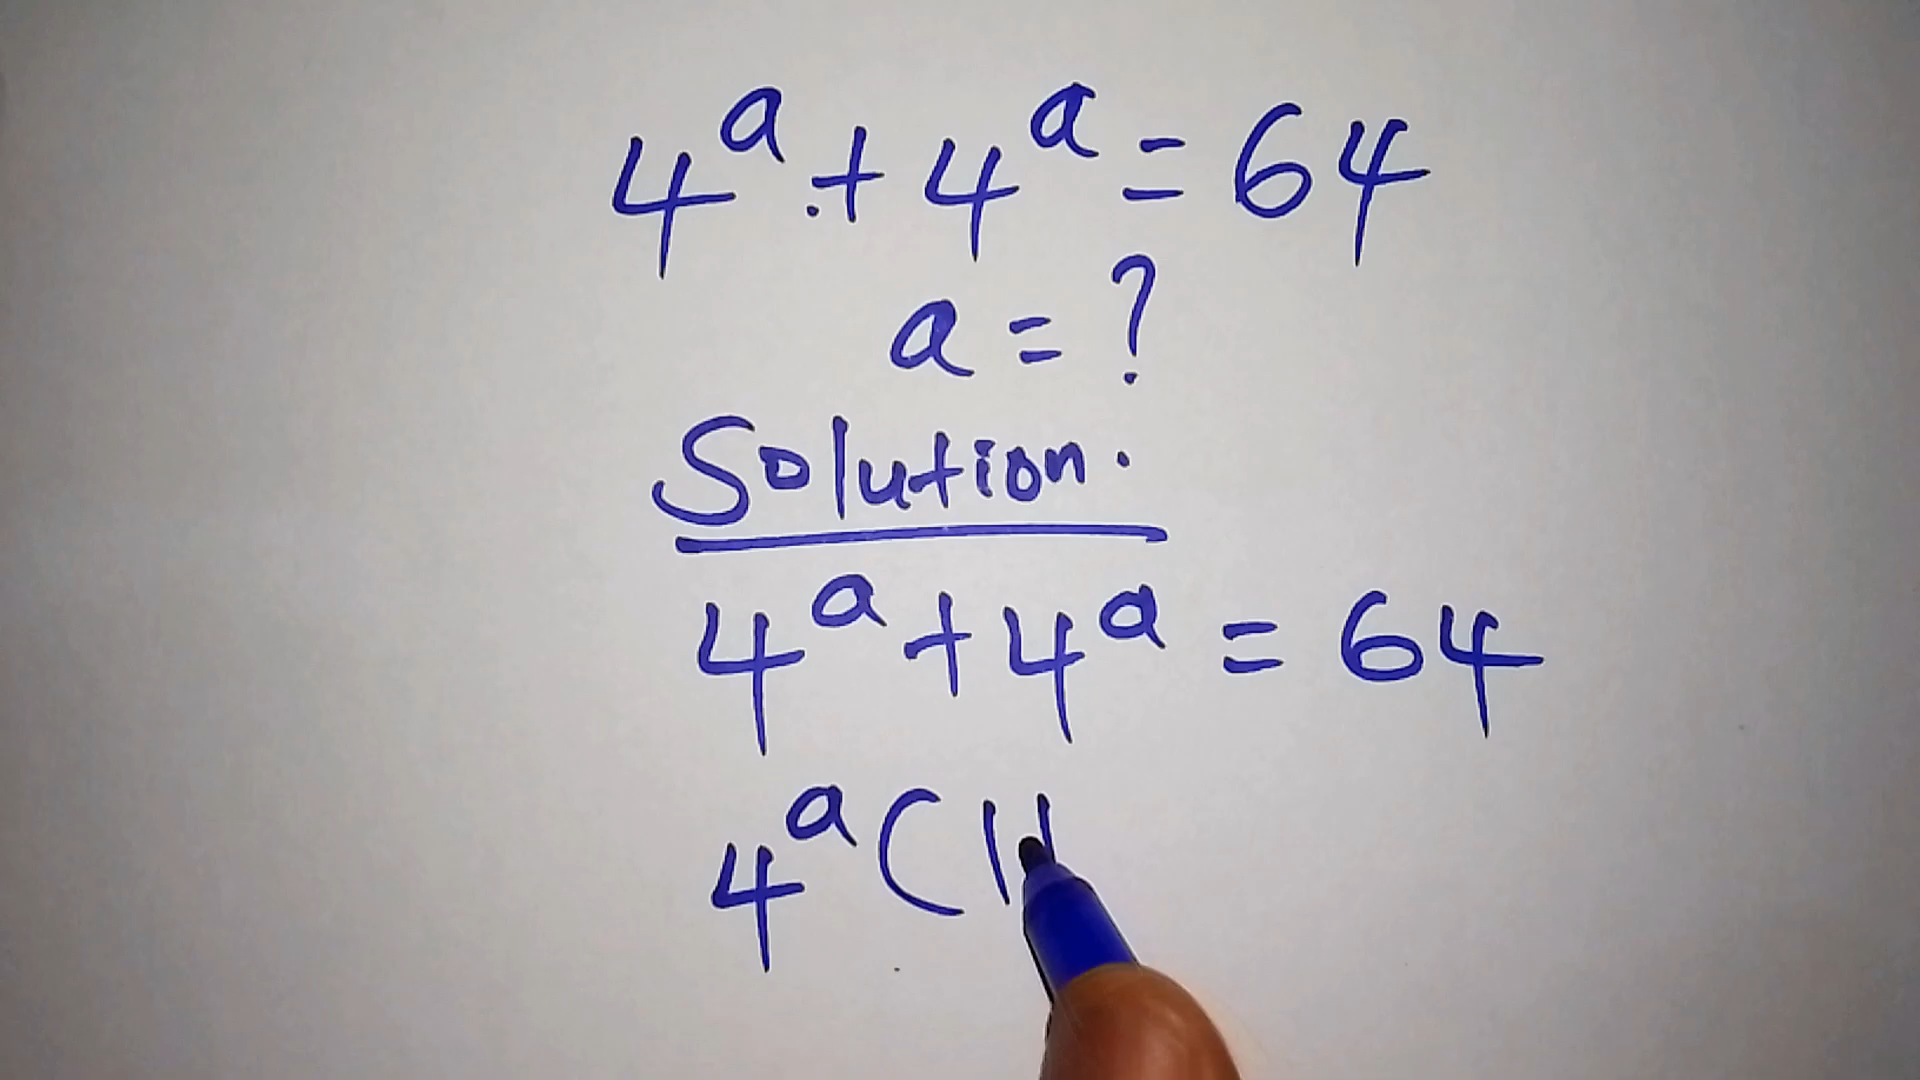 4^a + 4^a = 64
a = ?
Solution.
4^a + 4^a = 64
4^a ( 1